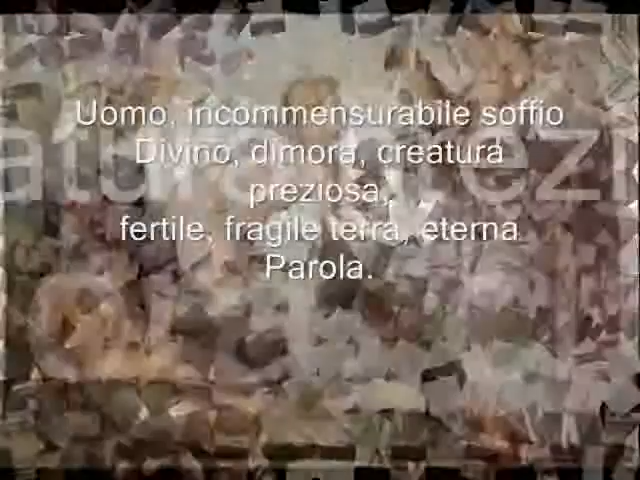 Uomo, incommensurabile soffio
Divino, dimora, creatura
preziosa,
fertile, fragile terra, eterna
Parola.